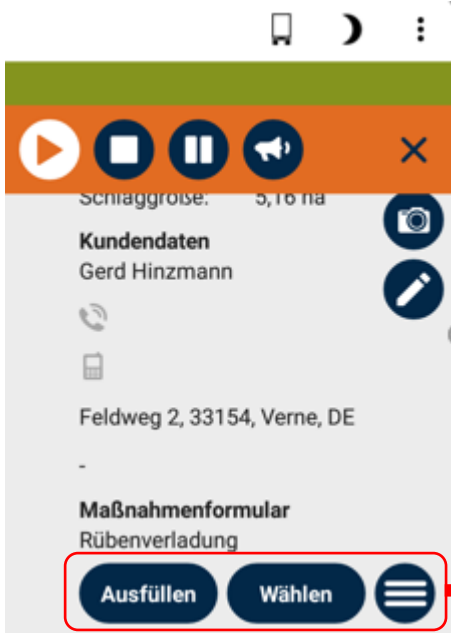 Schlaggröße: 5,16 ha
Kundendaten
Gerd Hinzmann
Feldweg 2, 33154, Verne, DE
-
Maßnahmenformular
Rübenverladung
Ausfüllen Wählen